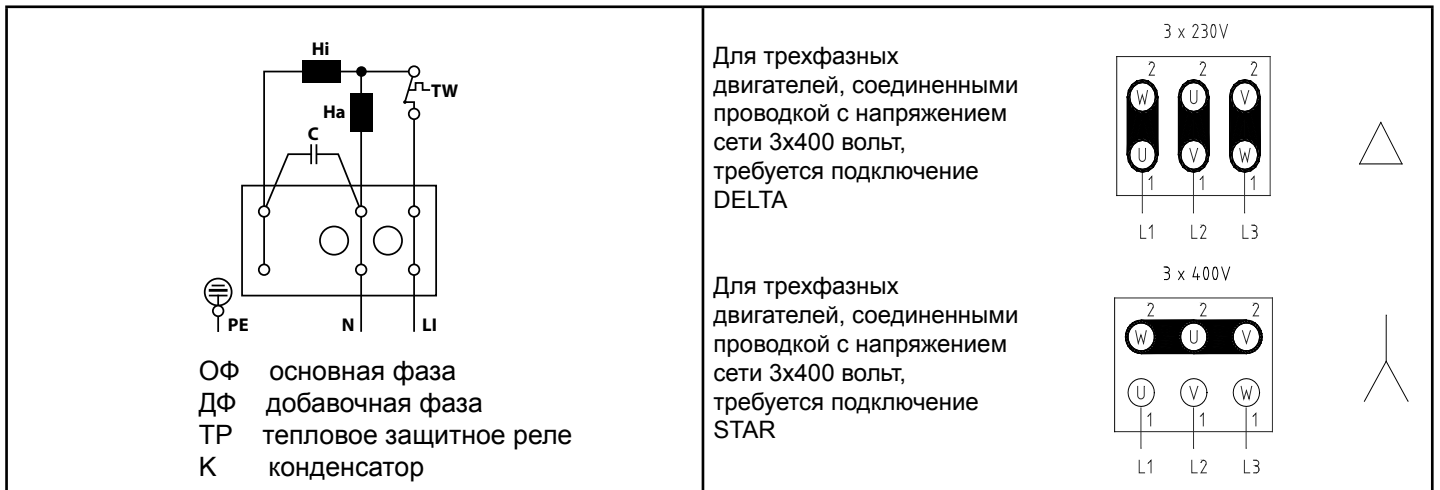 Hi
TW
Ha
C
PE
N
LI
ОФ основная фаза
ДФ добавочная фаза
ТР тепловое защитное реле
К конденсатор
Для трехфазных
двигателей, соединенными
проводкой с напряжением
сети 3x400 вольт,
требуется подключение
DELTA
3 x 230V
2 2 2
W U V
U V W
1 1 1
L1 L2 L3
Для трехфазных
двигателей, соединенными
проводкой с напряжением
сети 3x400 вольт,
требуется подключение
STAR
3 x 400V
2 2 2
W U V
U V W
1 1 1
L1 L2 L3